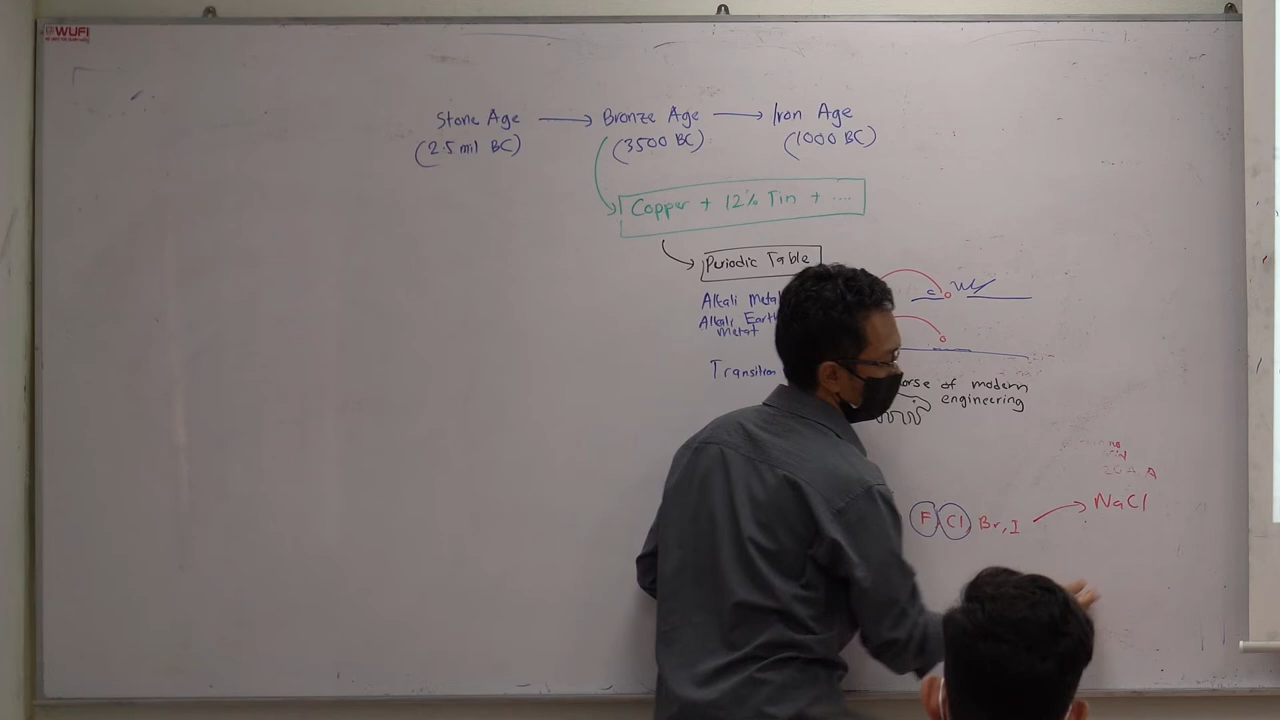 WUFI
Stone Age → Bronze Age → Iron Age
(2.5 mil BC) (3500 BC) (1000 BC)
Copper + 12% Tin + ....
Periodic Table
Alkali Metal
Alkali Earth
Metal
Transition
of modern
engineering
F Cl, Br, I → NaCl